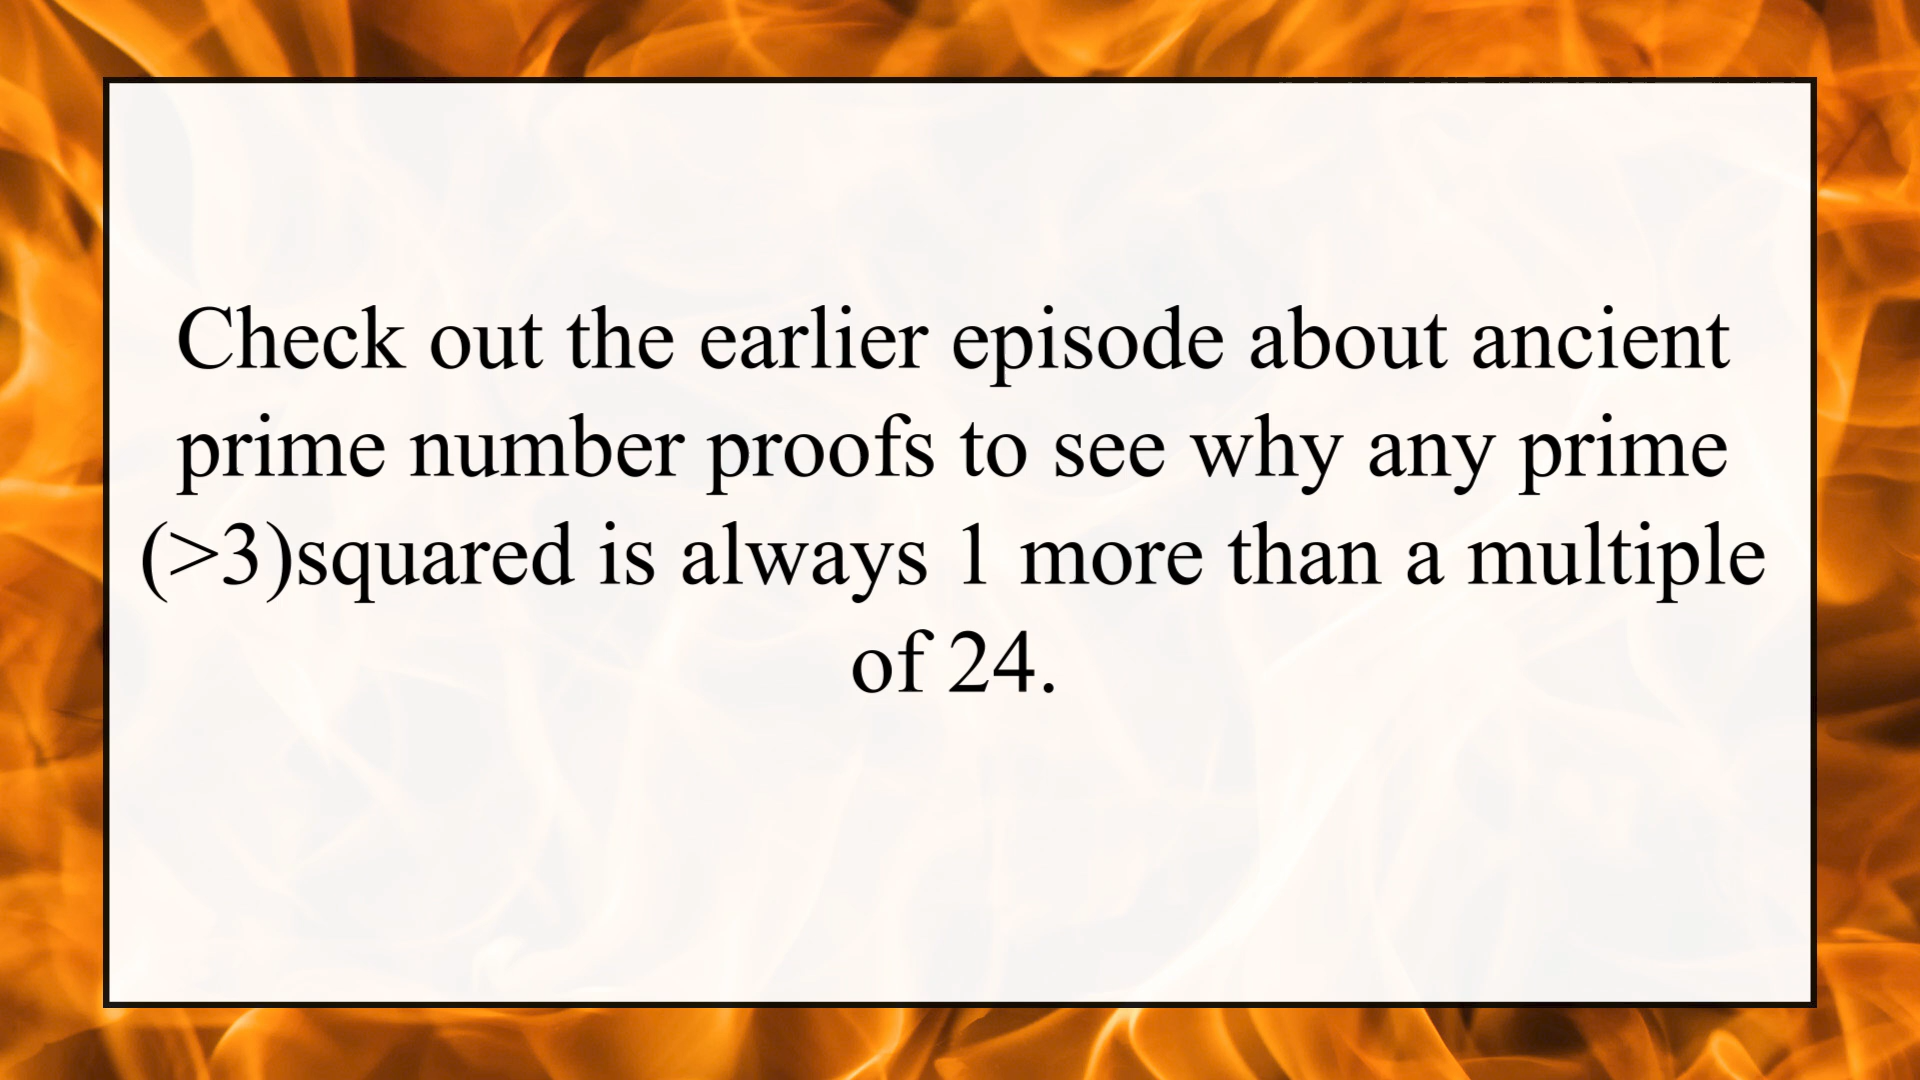 Check out the earlier episode about ancient
prime number proofs to see why any prime
(>3)squared is always 1 more than a multiple
of 24.